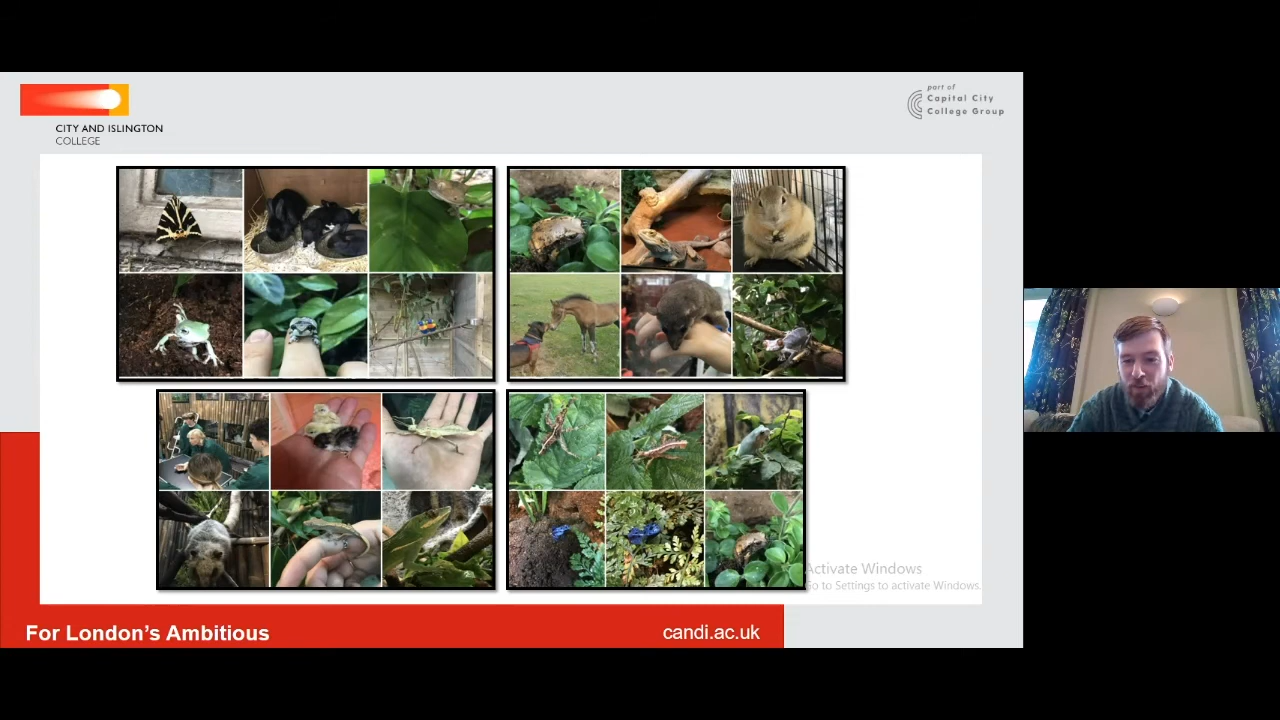 part of
Capital City
College Group
CITY AND ISLINGTON
COLLEGE
Activate Windows
Go to Settings to activate Windows.
For London's Ambitious
candi.ac.uk